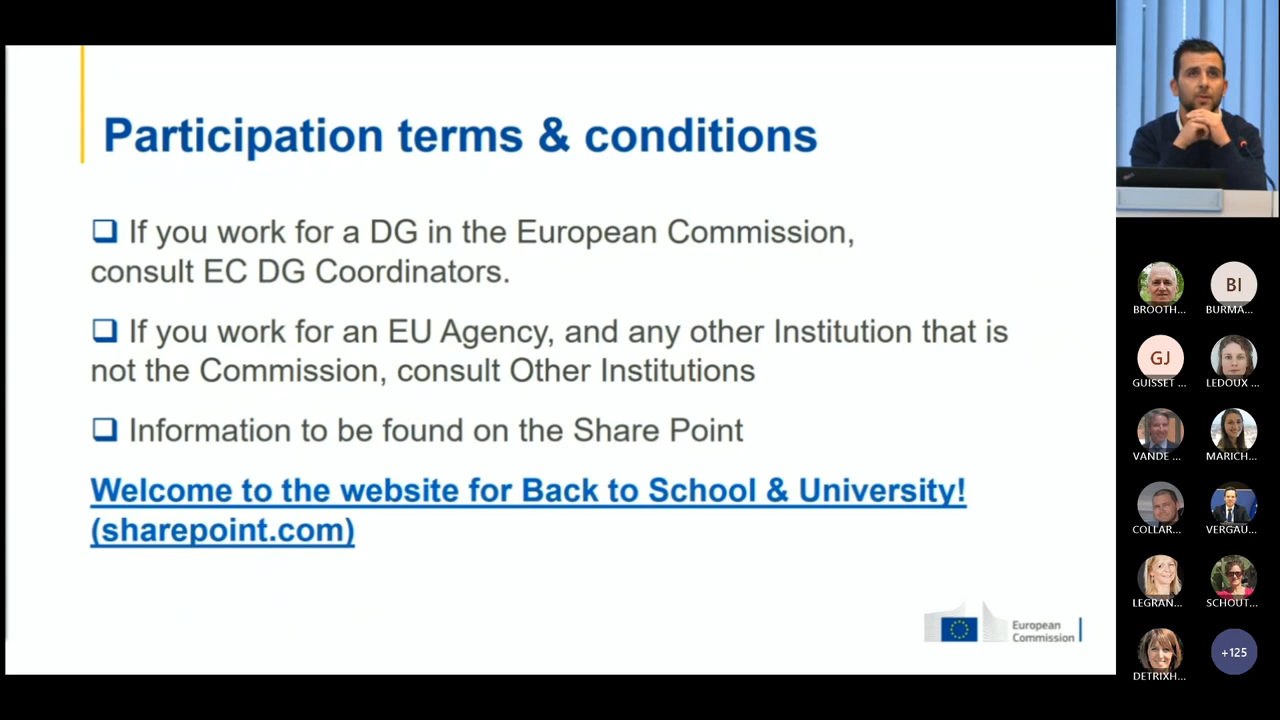 Participation terms & conditions
❑ If you work for a DG in the European Commission,
consult EC DG Coordinators.
❑ If you work for an EU Agency, and any other Institution that is
not the Commission, consult Other Institutions
❑ Information to be found on the Share Point
Welcome to the website for Back to School & University!
(sharepoint.com)
European
Commission
BI
BROOTH...
BURMA...
GJ
GUISSET ...
LEDOUX ...
VANDE ...
MARICH...
COLLAR...
VERGAU...
LEGRAN...
SCHOUT...
+125
DETRIXH...